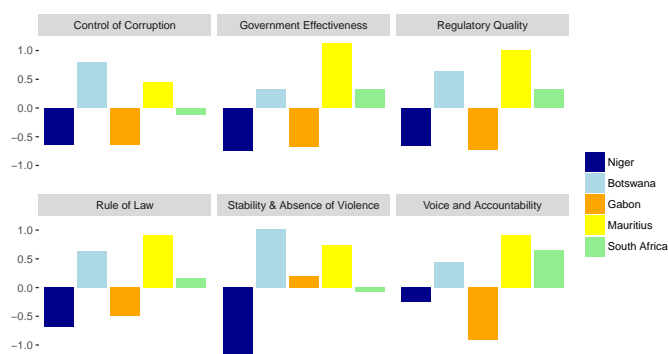 Control of Corruption
Government Effectiveness
Regulatory Quality
1.0
0.5
0.0
−0.5
−1.0
Rule of Law
Stability & Absence of Violence
Voice and Accountability
1.0
0.5
0.0
−0.5
−1.0
Niger
Botswana
Gabon
Mauritius
South Africa